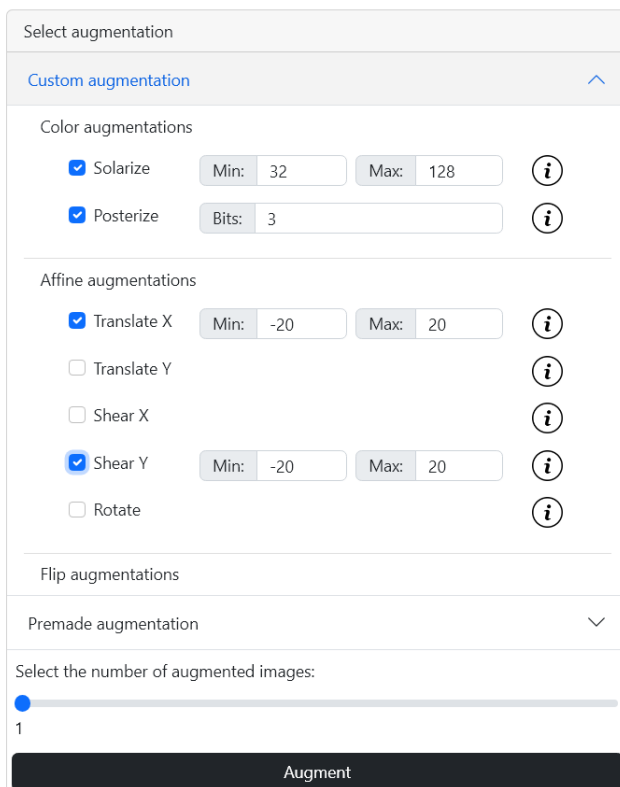 Select augmentation
Custom augmentation
Color augmentations
Solarize Min: 32 Max: 128 i
Posterize Bits: 3 i
Affine augmentations
Translate X Min: -20 Max: 20 i
Translate Y i
Shear X i
Shear Y Min: -20 Max: 20 i
Rotate i
Flip augmentations
Premade augmentation
Select the number of augmented images:
1
Augment